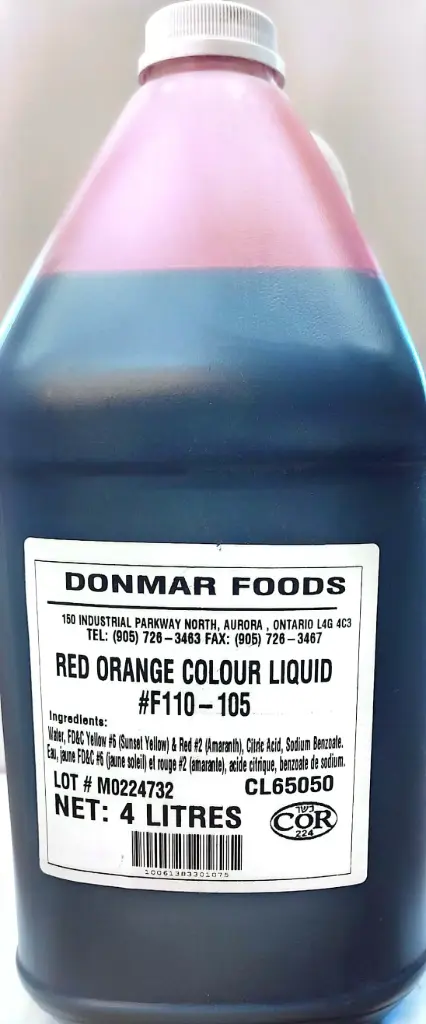 DONMAR FOODS
150 INDUSTRIAL PARKWAY NORTH, AURORA , ONTARIO L4G 4C3
TEL: (905) 726-3463 FAX: (905) 726-3467
RED ORANGE COLOUR LIQUID
#F110-105
Ingredients:
Water, FD&C Yellow #6 (Sunset Yellow) & Red #2 (Amaranth), Citric Acid, Sodium Benzoate.
Eau, jaune FD&C #6 (jaune soleil) et rouge #2 (amarante), acide citrique, benzoate de sodium.
LOT # M0224732 CL65050
NET: 4 LITRES
כשר
COR
224
10061383301075